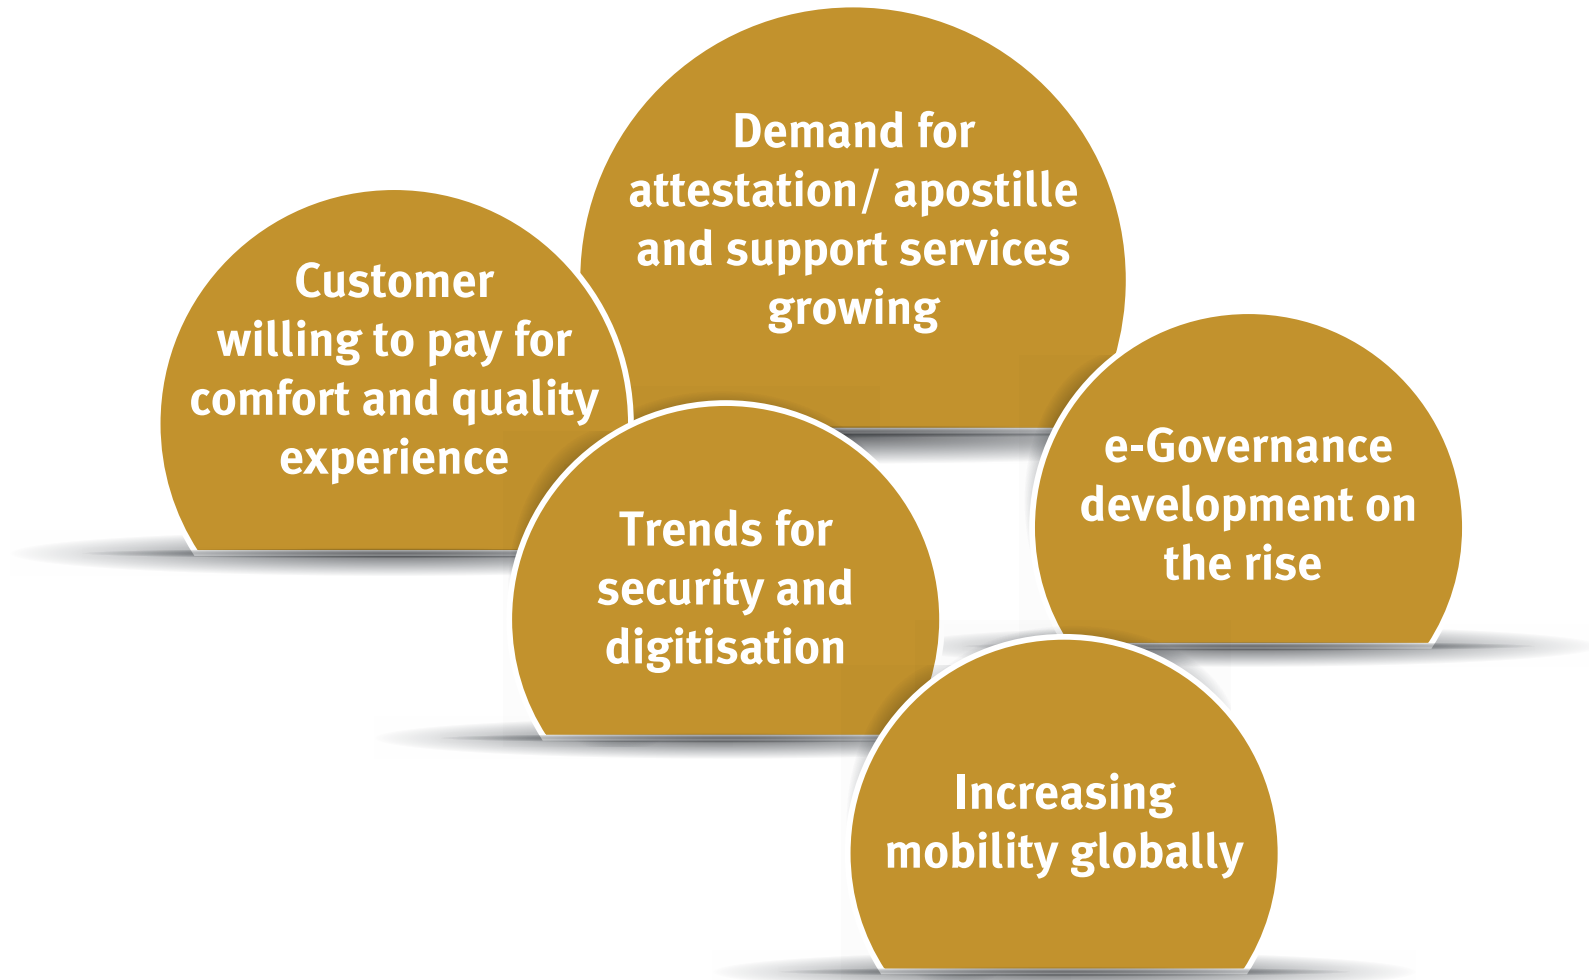 Demand for
attestation/ apostille
and support services
growing
Customer
willing to pay for
comfort and quality
experience
e-Governance
development on
the rise
Trends for
security and
digitisation
Increasing
mobility globally